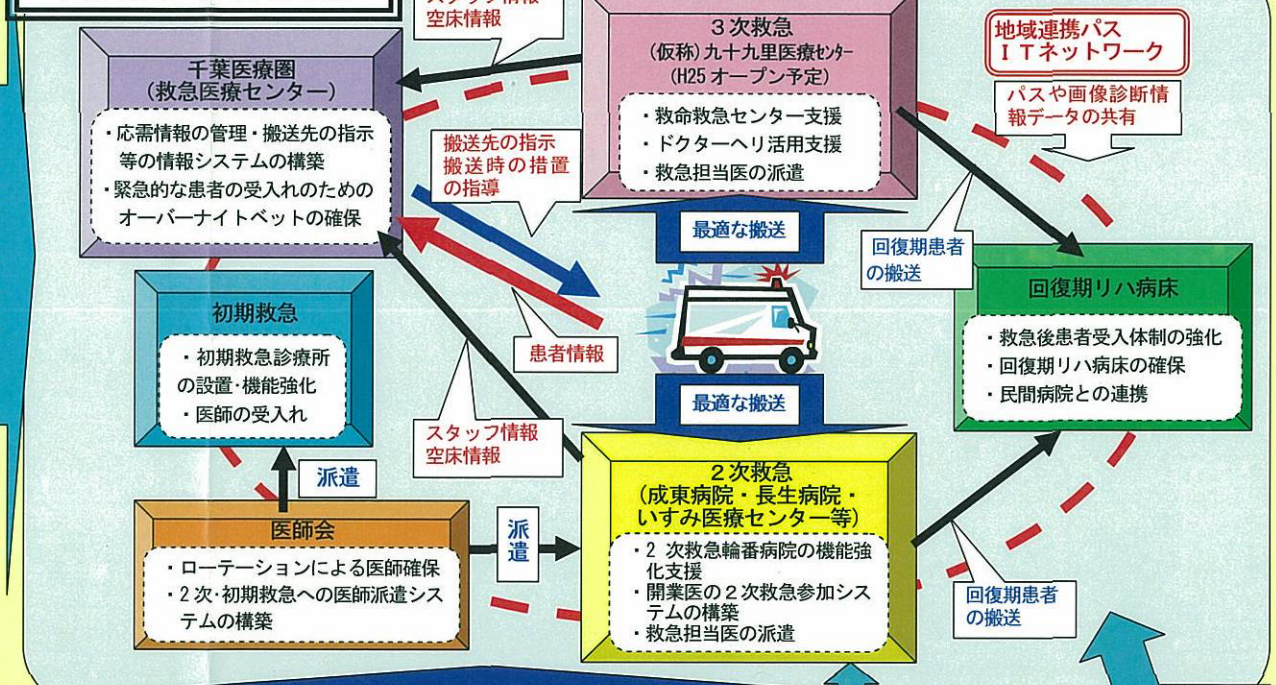 スタッフ情報
空床情報
３次救急
(仮称)九十九里医療センター
(H25オープン予定)
・救命救急センター支援
・ドクターヘリ活用支援
・救急担当医の派遣
地域連携パス
ＩＴネットワーク
パスや画像診断情
報データの共有
千葉医療圏
(救急医療センター)
・応需情報の管理・搬送先の指示
等の情報システムの構築
・緊急的な患者の受入れのための
オーバーナイトベットの確保
搬送先の指示
搬送時の措置
の指導
最適な搬送
回復期患者
の搬送
初期救急
・初期救急診療所
の設置・機能強化
・医師の受入れ
患者情報
回復期リハ病床
・救急後患者受入体制の強化
・回復期リハ病床の確保
・民間病院との連携
最適な搬送
スタッフ情報
空床情報
派遣
医師会
・ローテーションによる医師確保
・２次・初期救急への医師派遣シス
テムの構築
派遣
２次救急
(成東病院・長生病院・
いすみ医療センター等)
・２ 次救急輪番病院の機能強
化支援
・開業医の２次救急参加シス
テムの構築
・救急担当医の派遣
回復期患者
の搬送